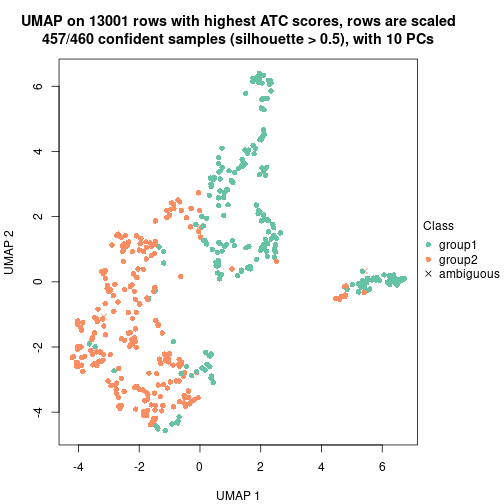 UMAP on 13001 rows with highest ATC scores, rows are scaled
457/460 confident samples (silhouette > 0.5), with 10 PCs
UMAP 2
6
4
2
0
-2
-4
-4 -2 0 2 4 6
UMAP 1
Class
group1
group2
ambiguous